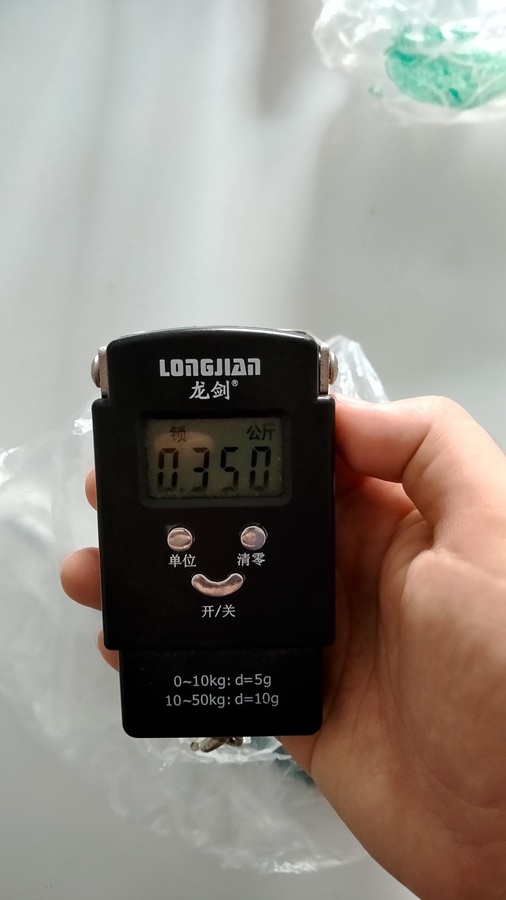 LONGJIAN
龙剑®
锁 公斤
0.350
单位 清零
开/关
0~10kg: d=5g
10~50kg: d=10g